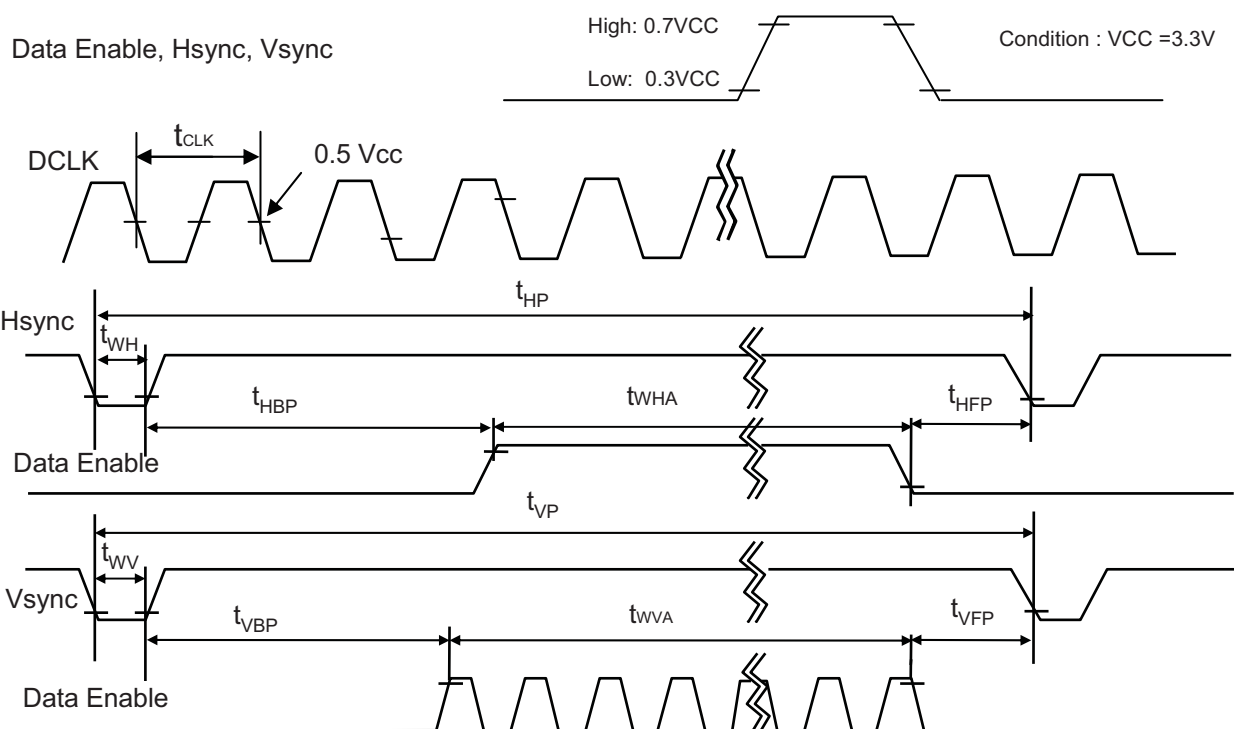 High: 0.7VCC
Condition : VCC =3.3V
Data Enable, Hsync, Vsync
Low: 0.3VCC
tCLK
DCLK
0.5 Vcc
tHP
Hsync
tWH
tHBP
tWHA
tHFP
Data Enable
tVP
tWV
Vsync
tVBP
tWVA
tVFP
Data Enable